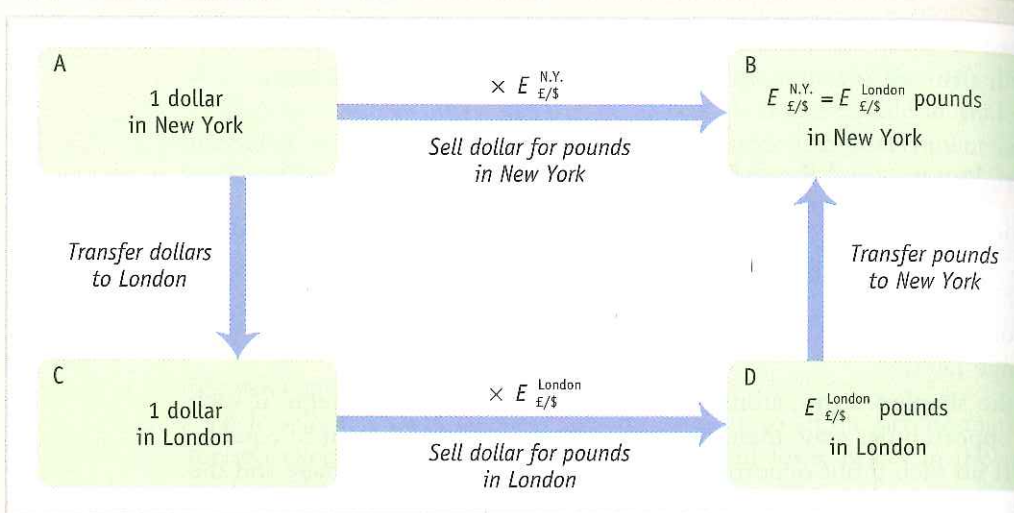 A
1 dollar
in New York
× E N.Y. £/$
Sell dollar for pounds
in New York
B
E N.Y. £/$ = E London £/$ pounds
in New York
Transfer dollars
to London
Transfer pounds
to New York
C
1 dollar
in London
× E London £/$
Sell dollar for pounds
in London
D
E London £/$ pounds
in London